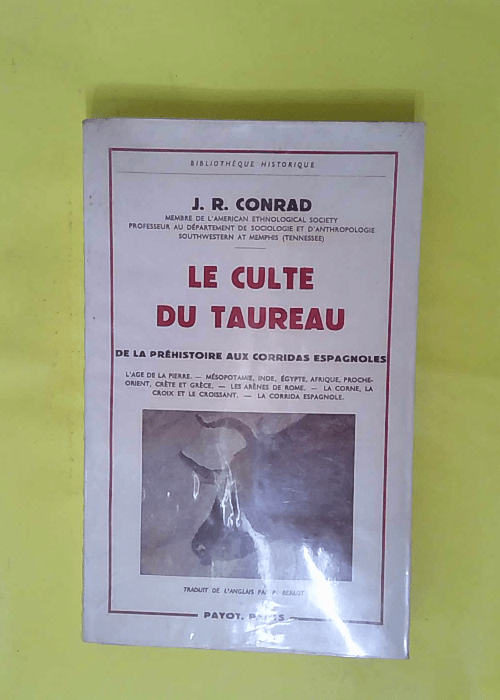 BIBLIOTHÈQUE HISTORIQUE
J. R. CONRAD
MEMBRE DE L'AMERICAN ETHNOLOGICAL SOCIETY
PROFESSEUR AU DÉPARTEMENT DE SOCIOLOGIE ET D'ANTHROPOLOGIE
SOUTHWESTERN AT MEMPHIS (TENNESSEE)
LE CULTE
DU TAUREAU
DE LA PRÉHISTOIRE AUX CORRIDAS ESPAGNOLES
L'AGE DE LA PIERRE. — MÉSOPOTAMIE, INDE, ÉGYPTE, AFRIQUE, PROCHE-
ORIENT, CRÈTE ET GRÈCE. — LES ARÈNES DE ROME. — LA CORNE, LA
CROIX ET LE CROISSANT. — LA CORRIDA ESPAGNOLE.
TRADUIT DE L'ANGLAIS PAR P. BERLOT
PAYOT, PARIS